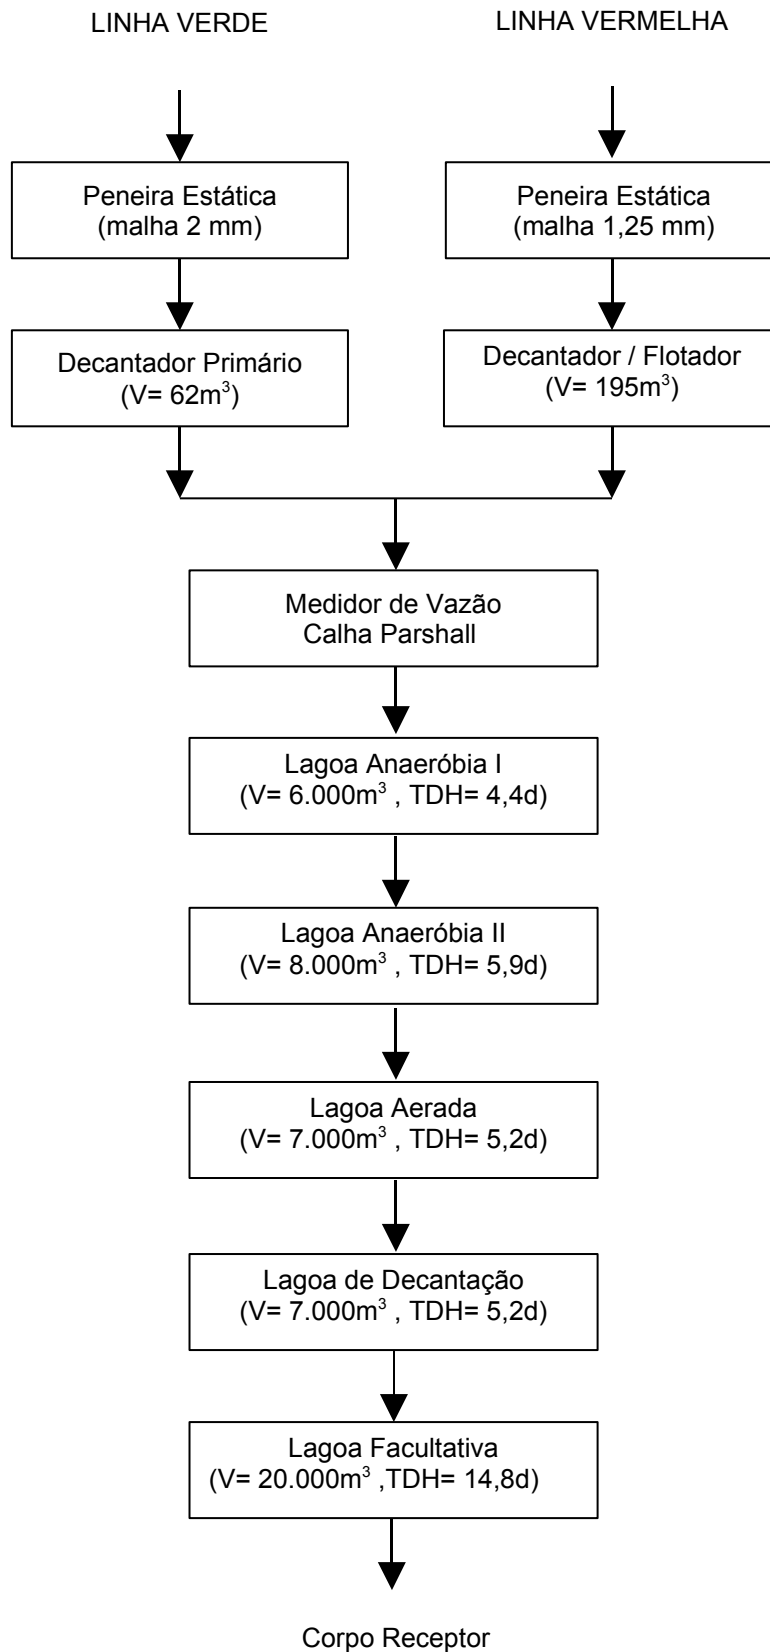 LINHA VERDE
LINHA VERMELHA
Peneira Estática
(malha 2 mm)
Peneira Estática
(malha 1,25 mm)
Decantador Primário
(V= 62m³)
Decantador / Flotador
(V= 195m³)
Medidor de Vazão
Calha Parshall
Lagoa Anaeróbia I
(V= 6.000m³ , TDH= 4,4d)
Lagoa Anaeróbia II
(V= 8.000m³ , TDH= 5,9d)
Lagoa Aerada
(V= 7.000m³ , TDH= 5,2d)
Lagoa de Decantação
(V= 7.000m³ , TDH= 5,2d)
Lagoa Facultativa
(V= 20.000m³ ,TDH= 14,8d)
Corpo Receptor